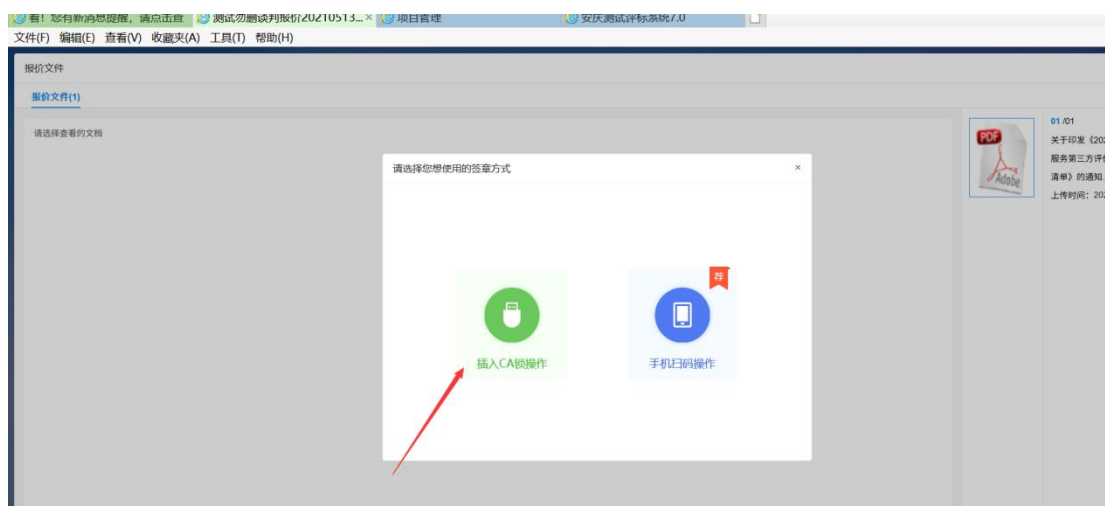 看！您有新消息提醒，请点击查
测试勿删谈判报价20210513... ×
项目管理
安庆测试评标系统7.0
文件(F) 编辑(E) 查看(V) 收藏夹(A) 工具(T) 帮助(H)
报价文件
报价文件(1)
请选择查看的文档
请选择您想使用的签章方式 ×
荐
插入CA锁操作
手机扫码操作
PDF
Adobe
01 /01
关于印发《202
服务第三方评
清单》的通知
上传时间：202